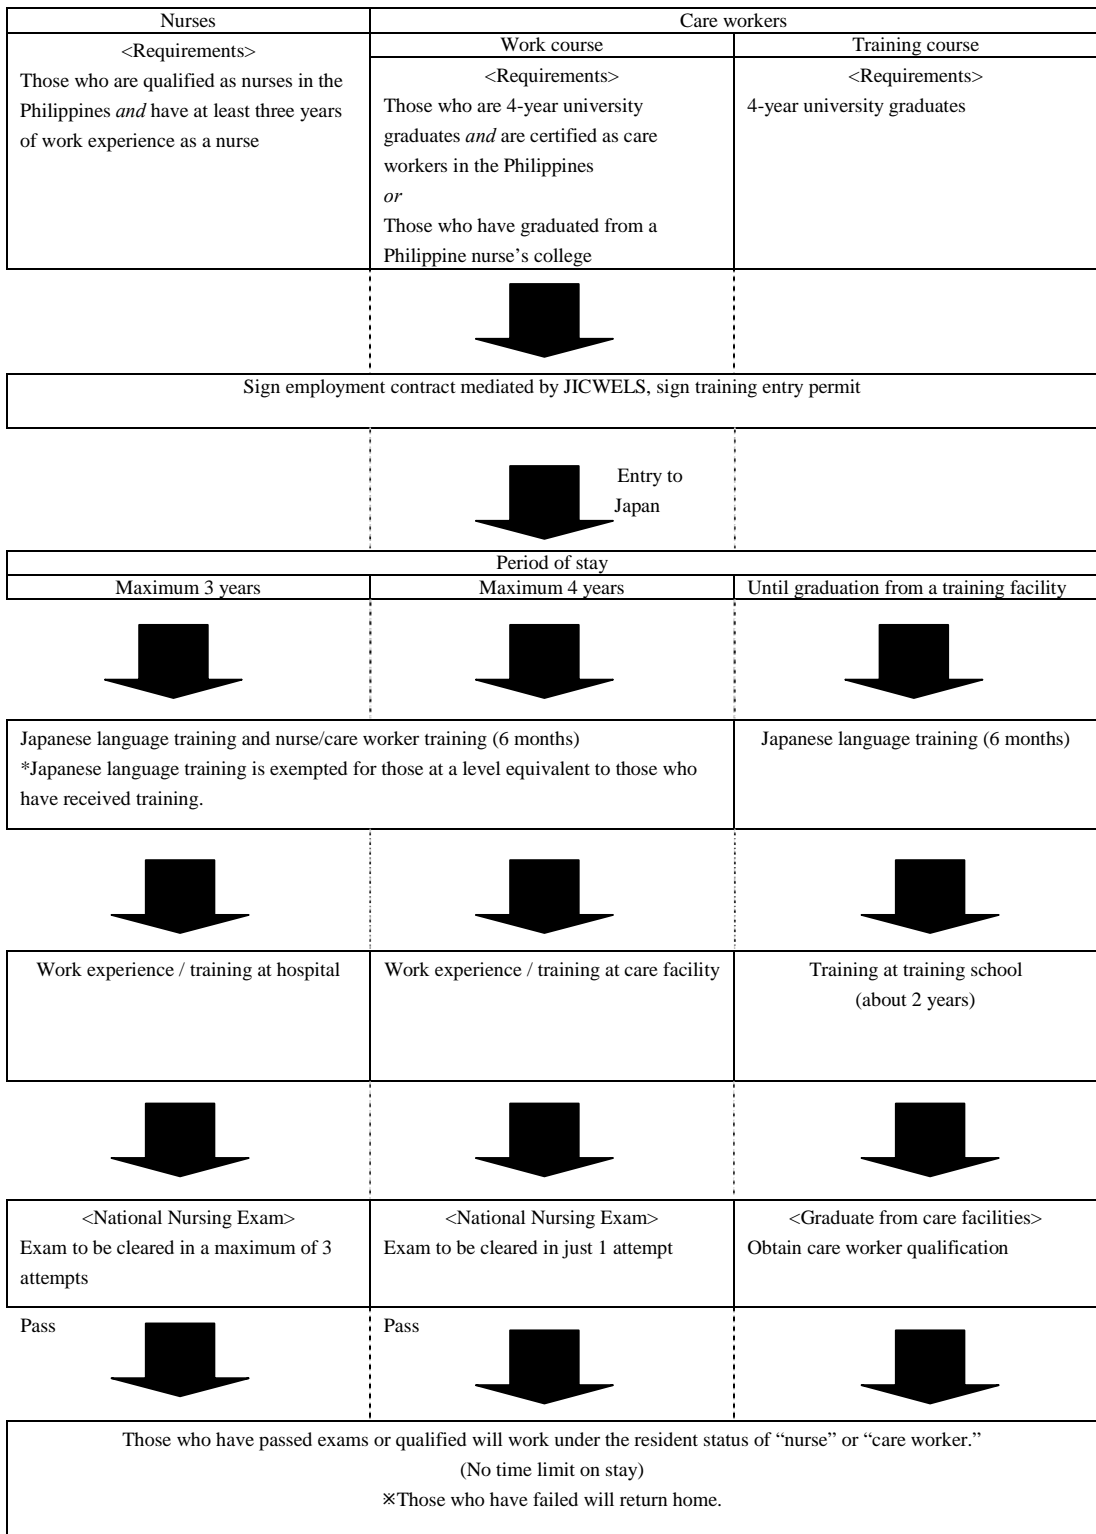 Nurses
Care workers
<Requirements>
Those who are qualified as nurses in the
Philippines and have at least three years
of work experience as a nurse
Work course
Training course
<Requirements>
Those who are 4-year university
graduates and are certified as care
workers in the Philippines
or
Those who have graduated from a
Philippine nurse’s college
<Requirements>
4-year university graduates
Sign employment contract mediated by JICWELS, sign training entry permit
Entry to
Japan
Period of stay
Maximum 3 years
Maximum 4 years
Until graduation from a training facility
Japanese language training and nurse/care worker training (6 months)
*Japanese language training is exempted for those at a level equivalent to those who
have received training.
Japanese language training (6 months)
Work experience / training at hospital
Work experience / training at care facility
Training at training school
(about 2 years)
<National Nursing Exam>
Exam to be cleared in a maximum of 3
attempts
<National Nursing Exam>
Exam to be cleared in just 1 attempt
<Graduate from care facilities>
Obtain care worker qualification
Pass
Pass
Those who have passed exams or qualified will work under the resident status of “nurse” or “care worker.”
(No time limit on stay)
※Those who have failed will return home.